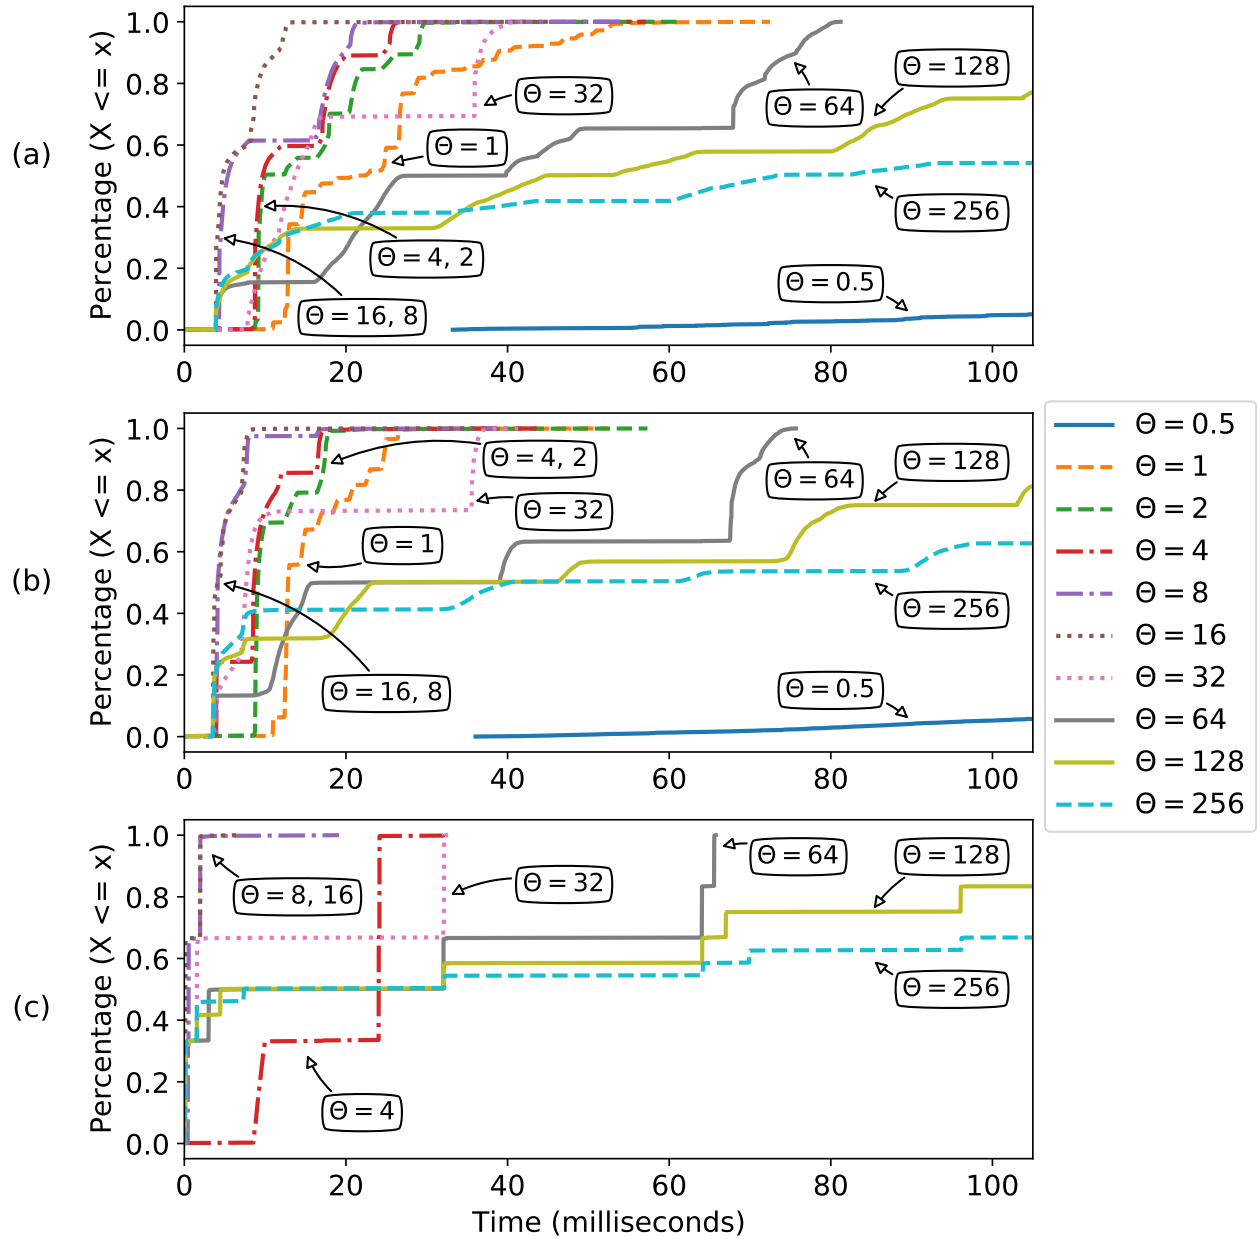 (a)
Percentage (X <= x)
1.0
0.8
0.6
0.4
0.2
0.0
0 20 40 60 80 100
Θ = 32
Θ = 1
Θ = 4, 2
Θ = 16, 8
Θ = 64
Θ = 128
Θ = 256
Θ = 0.5
(b)
Percentage (X <= x)
1.0
0.8
0.6
0.4
0.2
0.0
0 20 40 60 80 100
Θ = 4, 2
Θ = 32
Θ = 1
Θ = 16, 8
Θ = 64
Θ = 128
Θ = 256
Θ = 0.5
(c)
Percentage (X <= x)
1.0
0.8
0.6
0.4
0.2
0.0
0 20 40 60 80 100
Θ = 8, 16
Θ = 32
Θ = 4
Θ = 64
Θ = 128
Θ = 256
Time (milliseconds)
Θ = 0.5
Θ = 1
Θ = 2
Θ = 4
Θ = 8
Θ = 16
Θ = 32
Θ = 64
Θ = 128
Θ = 256